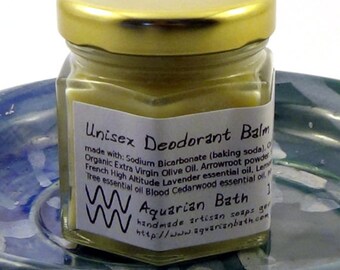 Unisex Deodorant Balm
made with: Sodium Bicarbonate (baking soda),
Organic Extra Virgin Olive Oil, Arrowroot powder,
French High Altitude Lavender essential oil,
Tree essential oil Blood Cedarwood essential oil,
Aquarian Bath
handmade artisan soaps
http://www.aquarianbath.com